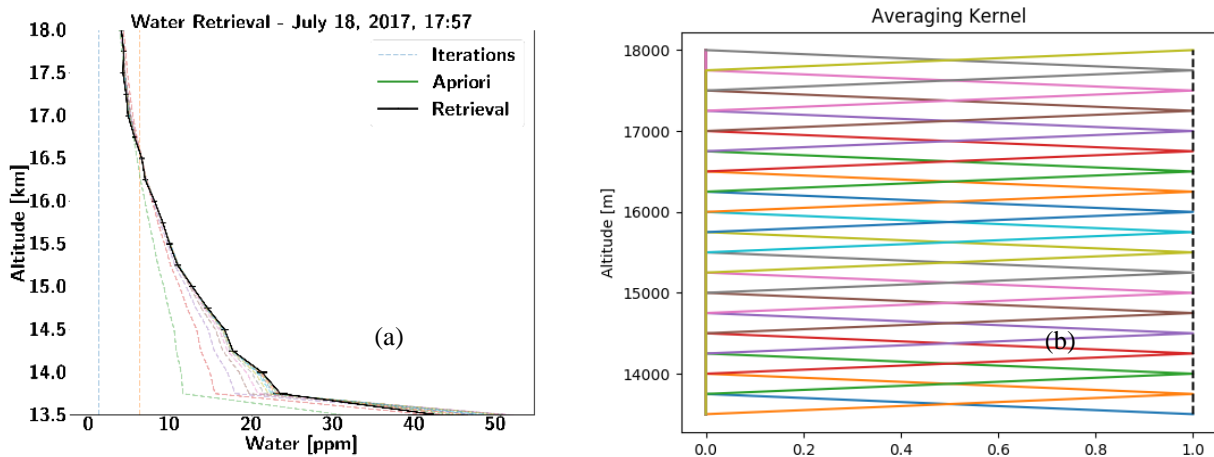 Water Retrieval - July 18, 2017, 17:57
Iterations
Apriori
Retrieval
Altitude [km]
18.0
17.5
17.0
16.5
16.0
15.5
15.0
14.5
14.0
13.5
0 10 20 30 40 50
Water [ppm]
(a)
Averaging Kernel
Altitude [m]
18000
17000
16000
15000
14000
0.0 0.2 0.4 0.6 0.8 1.0
(b)